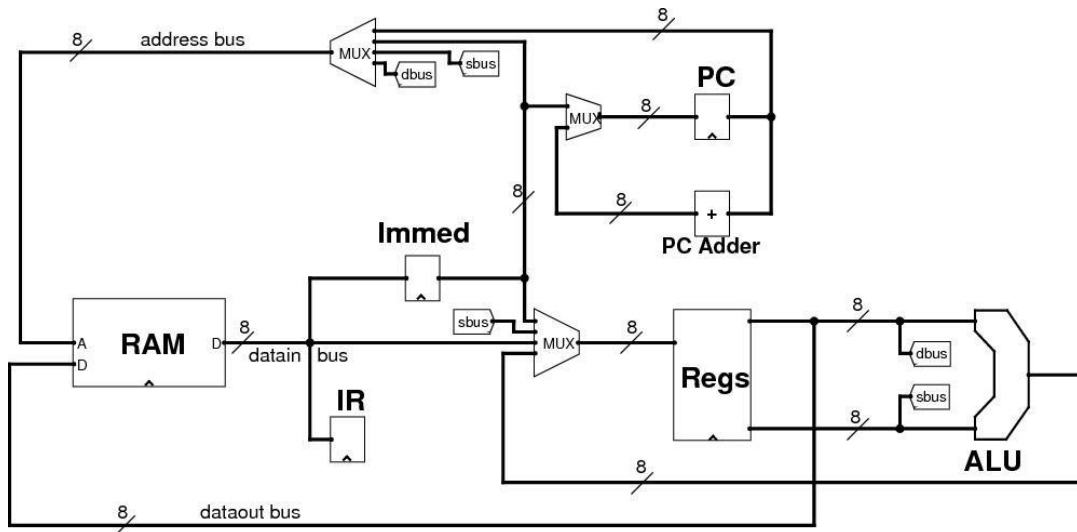 8
address bus
8
MUX
sbus
dbus
PC
8
MUX
8
8
+
PC Adder
Immed
sbus
8
8
RAM
A
D
D
8
datain bus
MUX
Regs
dbus
sbus
IR
8
ALU
8
8
dataout bus